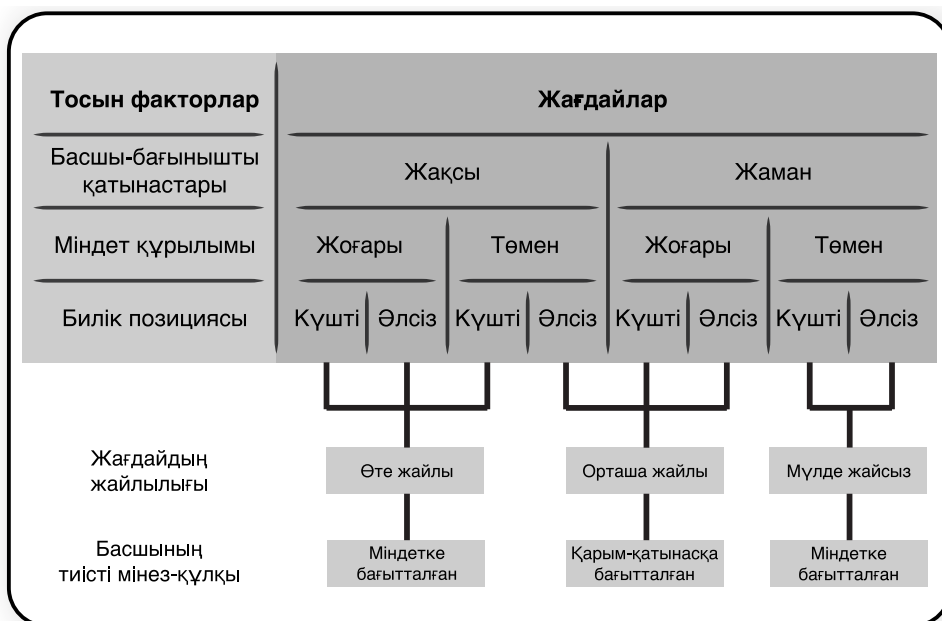 Тосын факторлар
Жағдайлар
Басшы-бағынышты
қатынастары
Жақсы
Жаман
Міндет құрылымы
Жоғары
Төмен
Жоғары
Төмен
Билік позициясы
Күшті
Әлсіз
Күшті
Әлсіз
Күшті
Әлсіз
Күшті
Әлсіз
Жағдайдың
жайлылығы
Өте жайлы
Орташа жайлы
Мүлде жайсыз
Басшының
тиісті мінез-құлқы
Міндетке
бағытталған
Қарым-қатынасқа
бағытталған
Міндетке
бағытталған